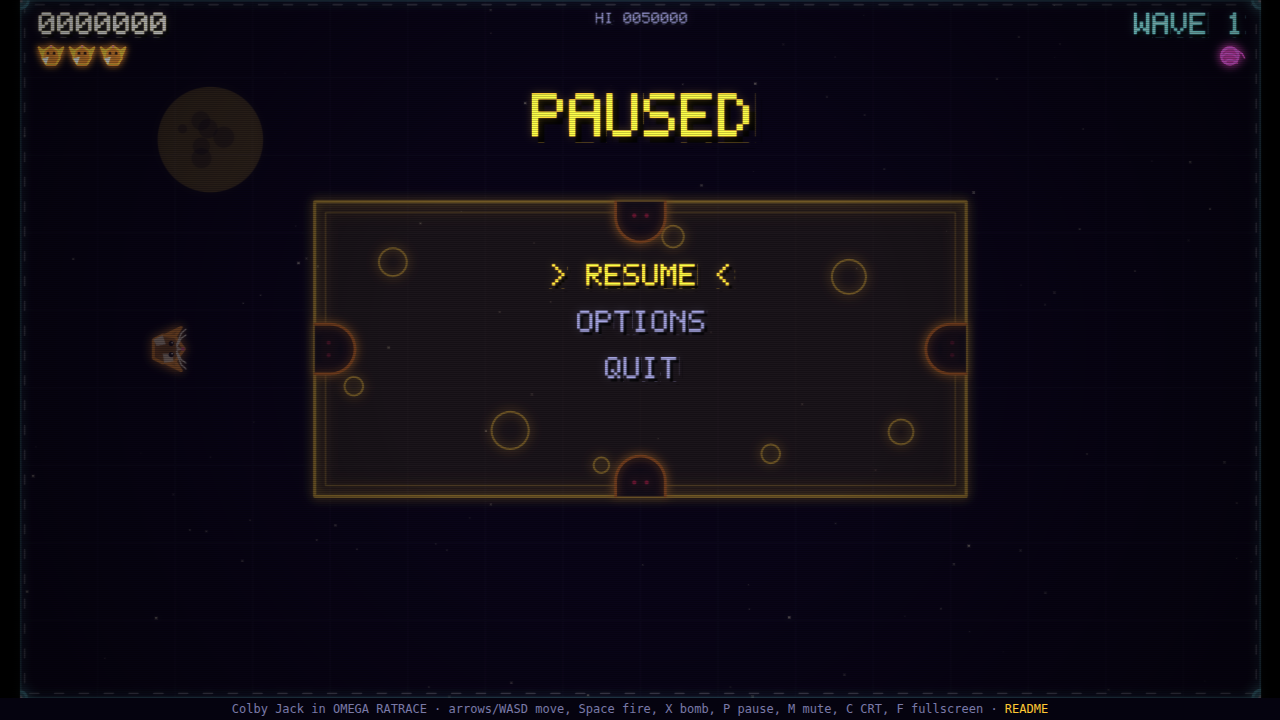 0000000
HI 0050000
WAVE 1
PAUSED
> RESUME <
OPTIONS
QUIT
Colby Jack in OMEGA RATRACE · arrows/WASD move, Space fire, X bomb, P pause, M mute, C CRT, F fullscreen · README